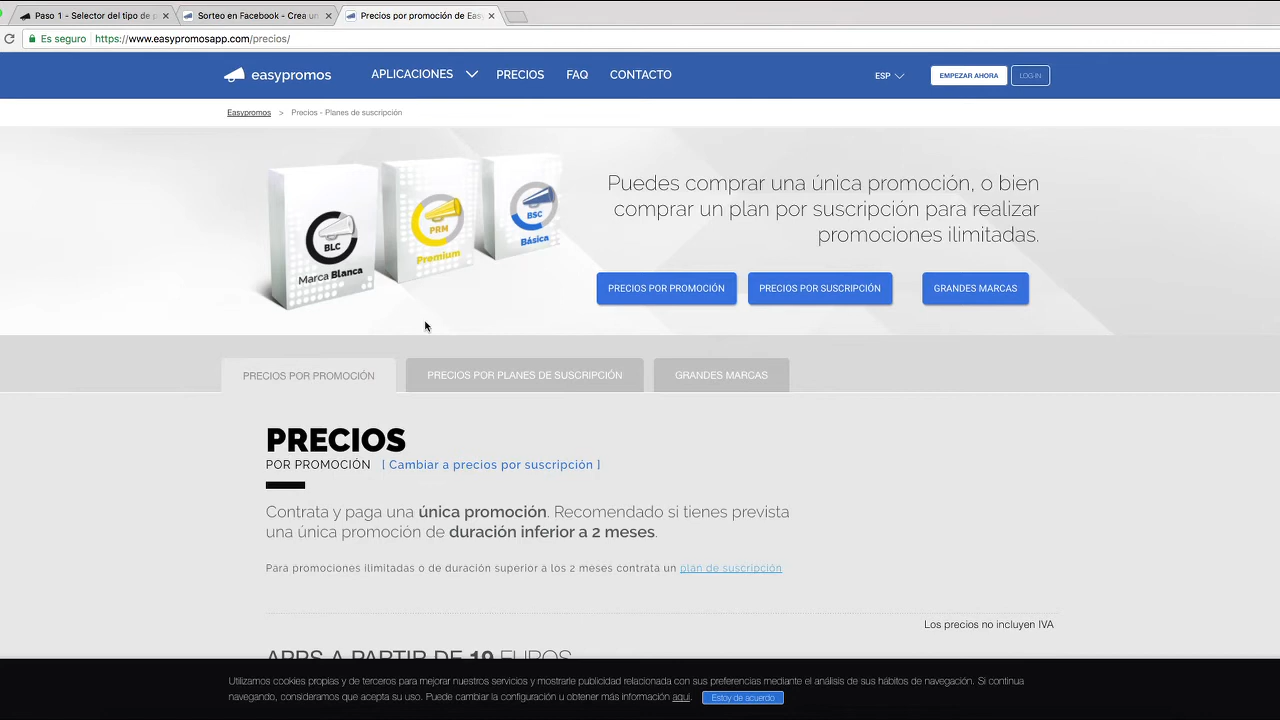 Paso 1 - Selector del tipo de p
Sorteo en Facebook - Crea un
Precios por promoción de Eas
Es seguro
https://www.easypromosapp.com/precios/
easypromos
APLICACIONES
PRECIOS
FAQ
CONTACTO
ESP
EMPEZAR AHORA
LOG IN
Easypromos > Precios - Planes de suscripción
BLC
Marca Blanca
PRM
Premium
BSC
Básica
Puedes comprar una única promoción, o bien
comprar un plan por suscripción para realizar
promociones ilimitadas.
PRECIOS POR PROMOCIÓN
PRECIOS POR SUSCRIPCIÓN
GRANDES MARCAS
PRECIOS POR PROMOCIÓN
PRECIOS POR PLANES DE SUSCRIPCIÓN
GRANDES MARCAS
PRECIOS
POR PROMOCIÓN [ Cambiar a precios por suscripción ]
Contrata y paga una única promoción. Recomendado si tienes prevista
una única promoción de duración inferior a 2 meses.
Para promociones ilimitadas o de duración superior a los 2 meses contrata un plan de suscripción
Los precios no incluyen IVA
APPS A PARTIR DE 19 EUROS
Utilizamos cookies propias y de terceros para mejorar nuestros servicios y mostrarle publicidad relacionada con sus preferencias mediante el análisis de sus hábitos de navegación. Si continua
navegando, consideramos que acepta su uso. Puede cambiar la configuración u obtener más información aquí. Estoy de acuerdo